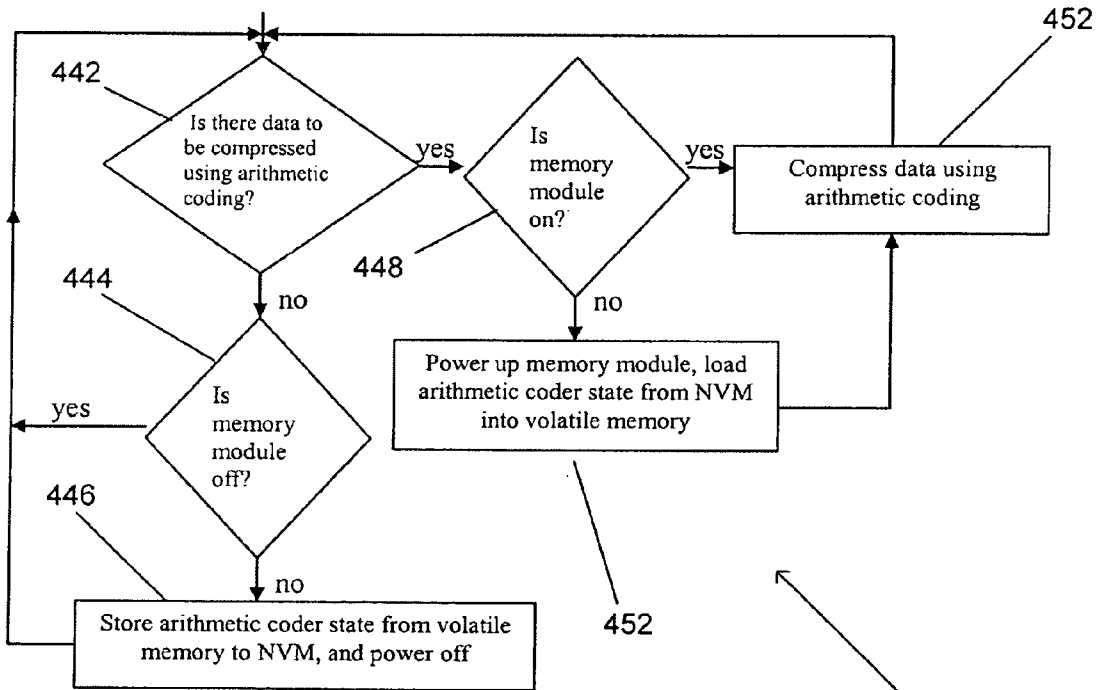 452
442
Is there data to
be compressed
using arithmetic
coding?
yes
Is
memory
module
on?
yes
Compress data using
arithmetic coding
448
444
no
no
Power up memory module, load
arithmetic coder state from NVM
into volatile memory
yes
Is
memory
module
off?
446
no
452
Store arithmetic coder state from volatile
memory to NVM, and power off